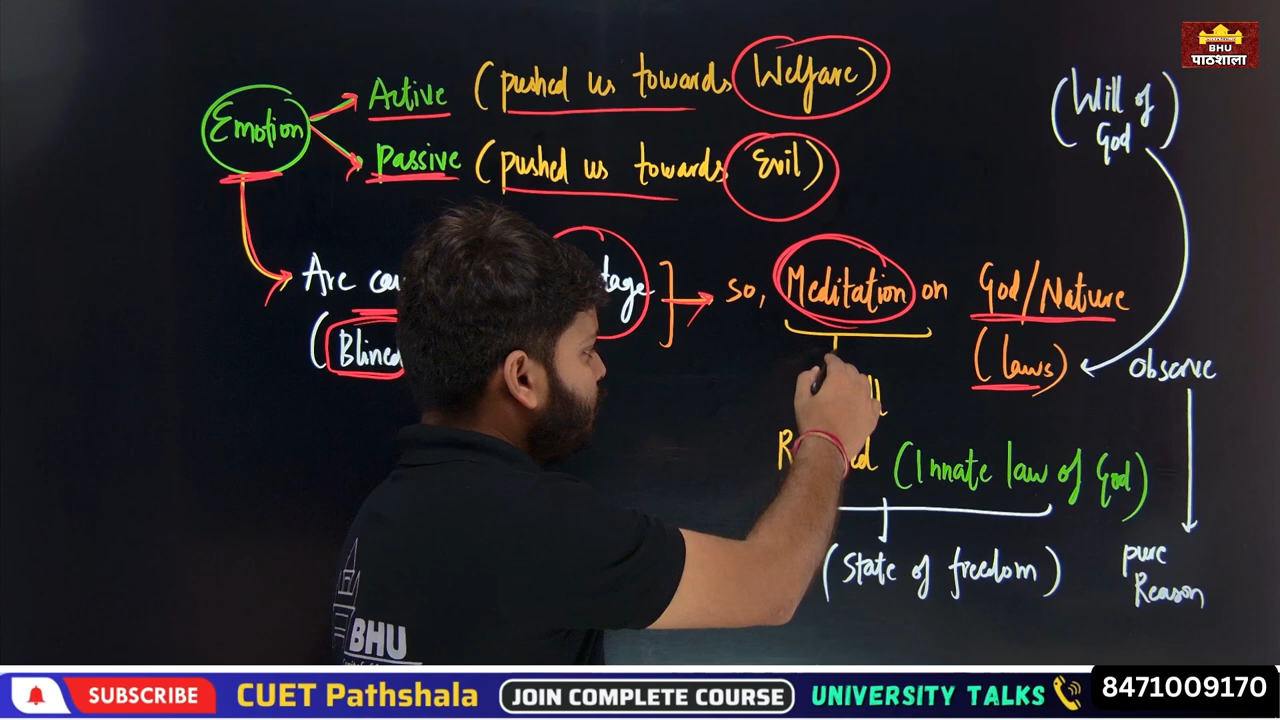 BHU
पाठशाला
Emotion
Active (pushed us towards Welfare)
passive (pushed us towards Evil)
(Will of
God)
Are
so, Meditation on God/Nature
(laws)
observe
(Innate law of God)
(State of freedom)
pure
Reason
BHU
SUBSCRIBE
CUET Pathshala
JOIN COMPLETE COURSE
UNIVERSITY TALKS
8471009170